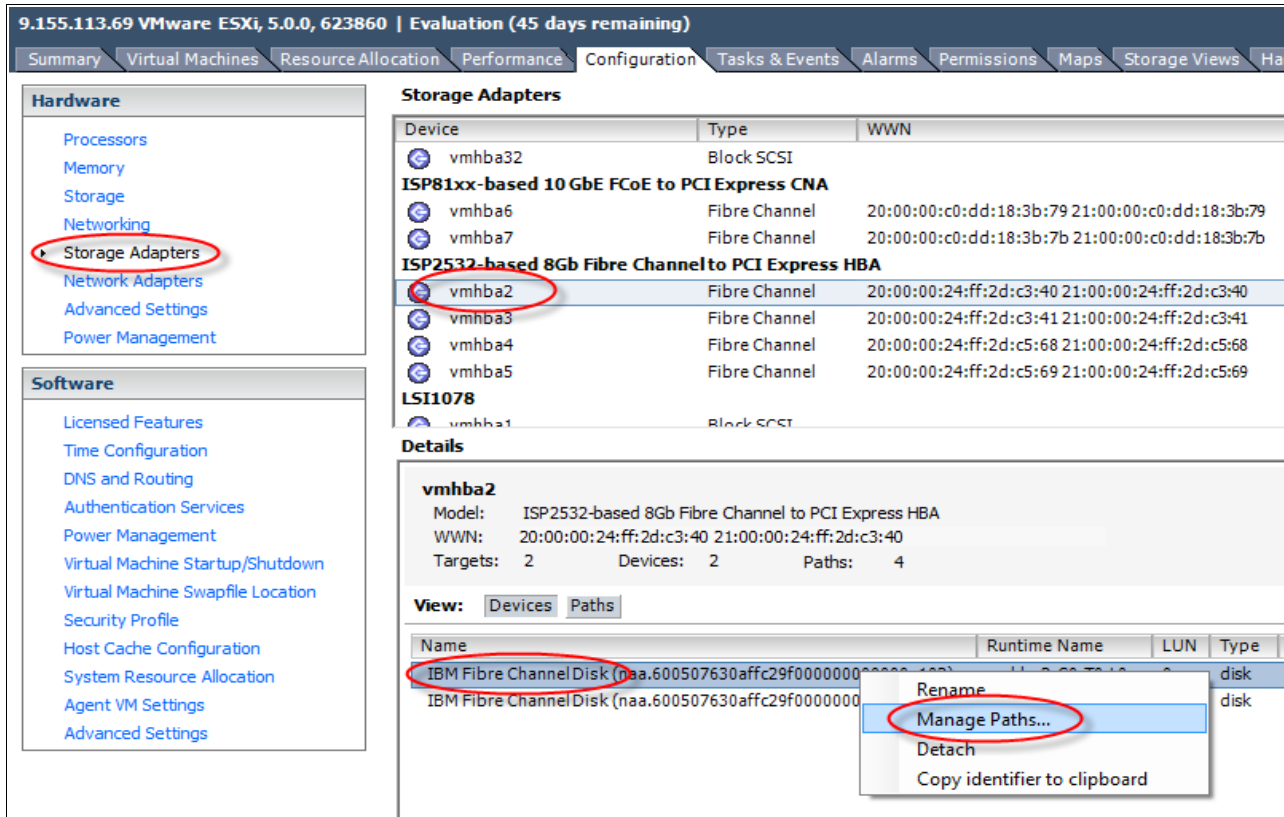 9.155.113.69 VMware ESXi, 5.0.0, 623860 | Evaluation (45 days remaining)
Summary Virtual Machines Resource Allocation Performance Configuration Tasks & Events Alarms Permissions Maps Storage Views Ha
Hardware
Processors
Memory
Storage
Networking
Storage Adapters
Network Adapters
Advanced Settings
Power Management
Software
Licensed Features
Time Configuration
DNS and Routing
Authentication Services
Power Management
Virtual Machine Startup/Shutdown
Virtual Machine Swapfile Location
Security Profile
Host Cache Configuration
System Resource Allocation
Agent VM Settings
Advanced Settings
Storage Adapters
Device Type WWN
vmhba32 Block SCSI
ISP81xx-based 10 GbE FCoE to PCI Express CNA
vmhba6 Fibre Channel 20:00:00:c0:dd:18:3b:79 21:00:00:c0:dd:18:3b:79
vmhba7 Fibre Channel 20:00:00:c0:dd:18:3b:7b 21:00:00:c0:dd:18:3b:7b
ISP2532-based 8Gb Fibre Channel to PCI Express HBA
vmhba2 Fibre Channel 20:00:00:24:ff:2d:c3:40 21:00:00:24:ff:2d:c3:40
vmhba3 Fibre Channel 20:00:00:24:ff:2d:c3:41 21:00:00:24:ff:2d:c3:41
vmhba4 Fibre Channel 20:00:00:24:ff:2d:c5:68 21:00:00:24:ff:2d:c5:68
vmhba5 Fibre Channel 20:00:00:24:ff:2d:c5:69 21:00:00:24:ff:2d:c5:69
LSI1078
vmhba1 Block SCSI
Details
vmhba2
Model: ISP2532-based 8Gb Fibre Channel to PCI Express HBA
WWN: 20:00:00:24:ff:2d:c3:40 21:00:00:24:ff:2d:c3:40
Targets: 2 Devices: 2 Paths: 4
View: Devices Paths
Name Runtime Name LUN Type
IBM Fibre Channel Disk (naa.600507630affc29f0000000 disk
IBM Fibre Channel Disk (naa.600507630affc29f0000000 disk
Rename
Manage Paths...
Detach
Copy identifier to clipboard